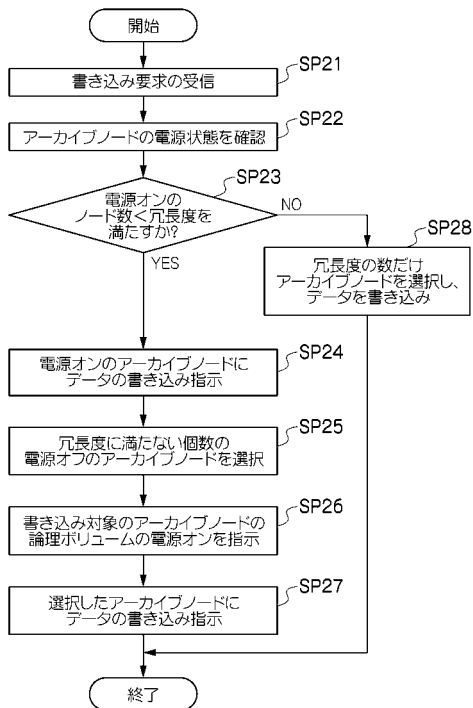 開始
SP21
書き込み要求の受信
SP22
アーカイブノードの電源状態を確認
SP23
電源オンの
ノード数<冗長度を
満たすか?
NO
YES
SP28
冗長度の数だけ
アーカイブノードを選択し、
データを書き込み
SP24
電源オンのアーカイブノードに
データの書き込み指示
SP25
冗長度に満たない個数の
電源オフのアーカイブノードを選択
SP26
書き込み対象のアーカイブノードの
論理ボリュームの電源オンを指示
SP27
選択したアーカイブノードに
データの書き込み指示
終了